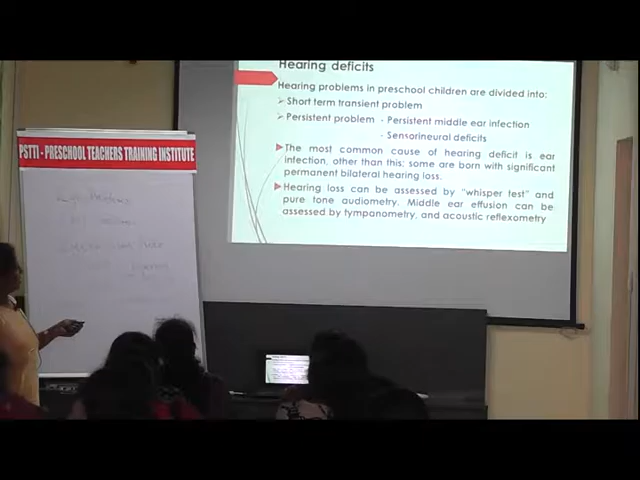 Hearing deficits
Hearing problems in preschool children are divided into:
Short term transient problem
Persistent problem - Persistent middle ear infection
- Sensorineural deficits
The most common cause of hearing deficit is ear
infection, other than this; some are born with significant
permanent bilateral hearing loss.
Hearing loss can be assessed by "whisper test" and
pure tone audiometry. Middle ear effusion can be
assessed by tympanometry, and acoustic reflexometry
PSTTI - PRESCHOOL TEACHERS TRAINING INSTITUTE